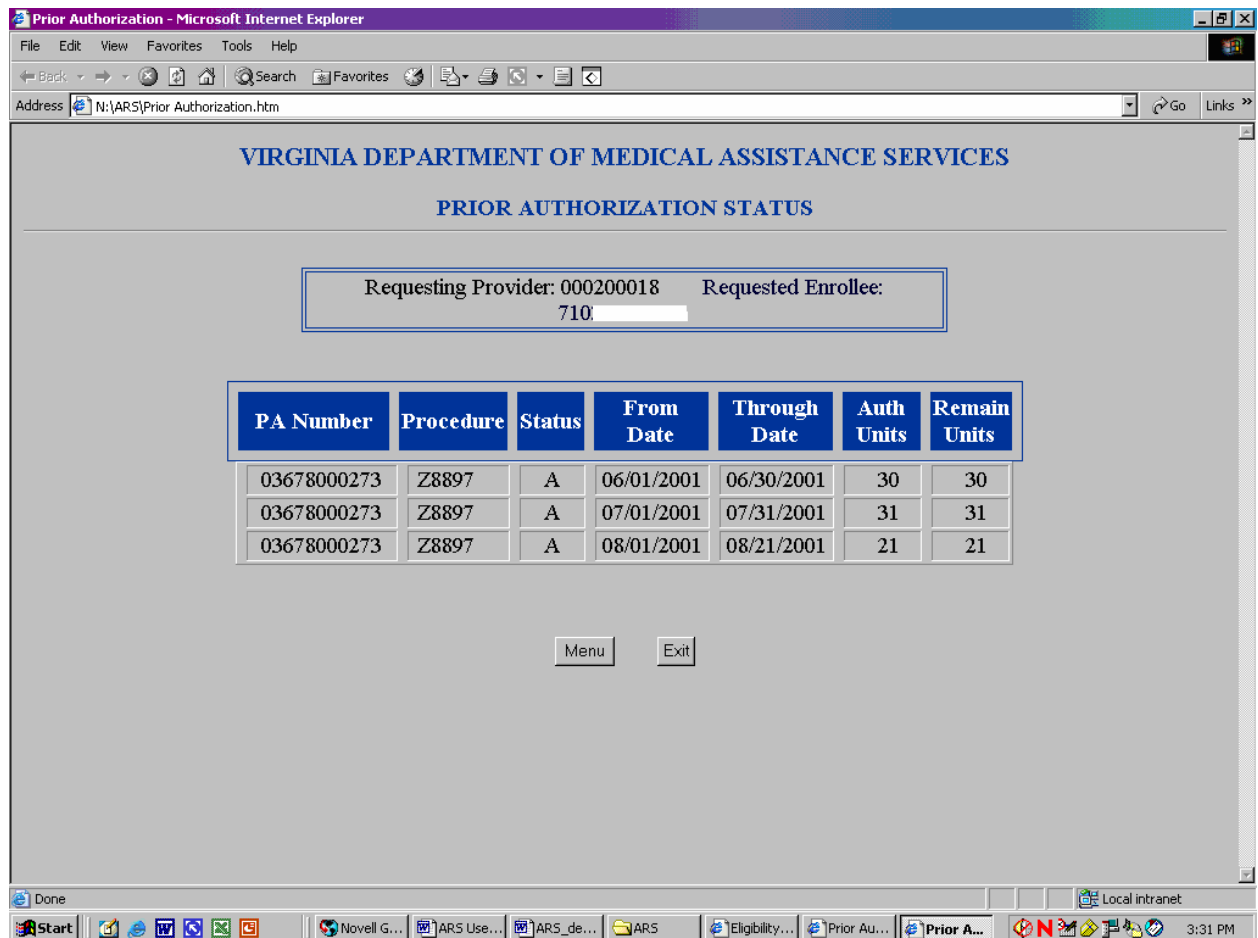 Prior Authorization - Microsoft Internet Explorer
File Edit View Favorites Tools Help
Back Search Favorites
Address N:\ARS\Prior Authorization.htm Go Links »
VIRGINIA DEPARTMENT OF MEDICAL ASSISTANCE SERVICES
PRIOR AUTHORIZATION STATUS
Requesting Provider: 000200018 Requested Enrollee:
710
PA Number Procedure Status From Date Through Date Auth Units Remain Units
03678000273 Z8897 A 06/01/2001 06/30/2001 30 30
03678000273 Z8897 A 07/01/2001 07/31/2001 31 31
03678000273 Z8897 A 08/01/2001 08/21/2001 21 21
Menu Exit
Done Local intranet
Start Novell G... ARS Use... ARS_de... ARS Eligibility... Prior Au... Prior A... 3:31 PM